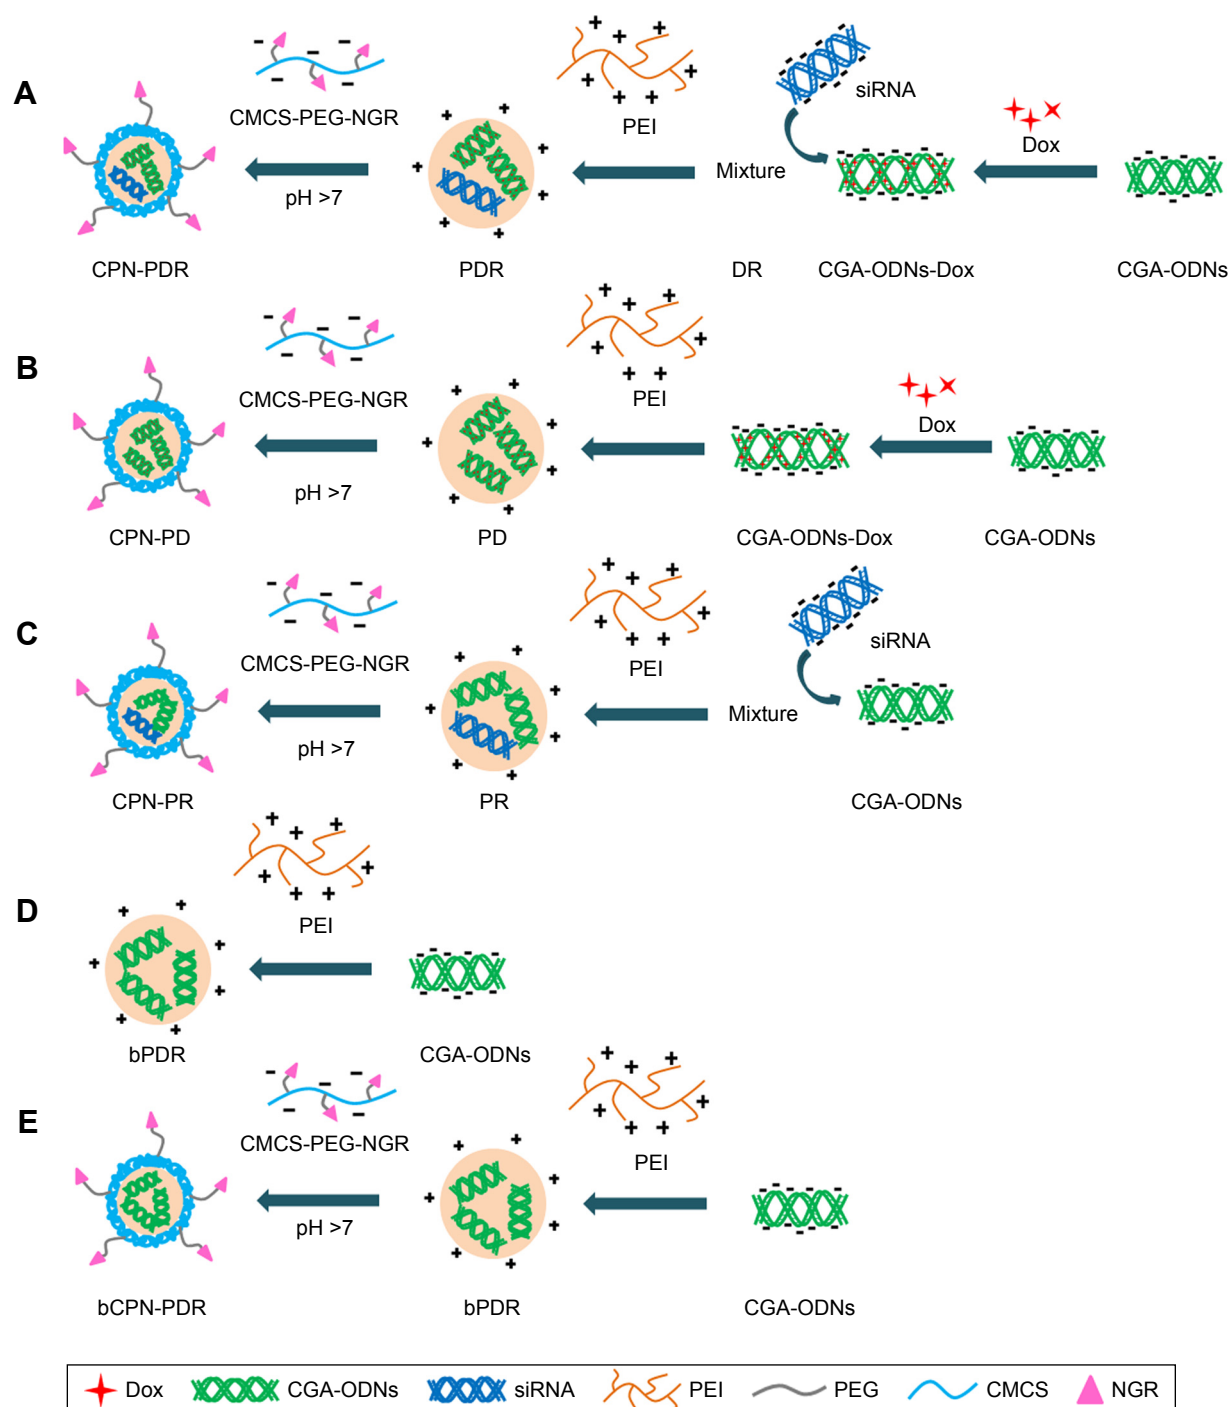 A
CMCS-PEG-NGR
pH >7
PEI
Mixture
siRNA
Dox
CPN-PDR
PDR
DR
CGA-ODNs-Dox
CGA-ODNs
B
CMCS-PEG-NGR
pH >7
PEI
Dox
CPN-PD
PD
CGA-ODNs-Dox
CGA-ODNs
C
CMCS-PEG-NGR
pH >7
PEI
Mixture
siRNA
CPN-PR
PR
CGA-ODNs
D
PEI
bPDR
CGA-ODNs
E
CMCS-PEG-NGR
pH >7
PEI
bCPN-PDR
bPDR
CGA-ODNs
Dox CGA-ODNs siRNA PEI PEG CMCS NGR